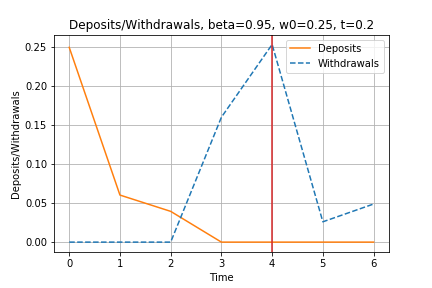 Deposits/Withdrawals, beta=0.95, w0=0.25, t=0.2
Deposits
Withdrawals
Deposits/Withdrawals
0.25
0.20
0.15
0.10
0.05
0.00
0 1 2 3 4 5 6
Time